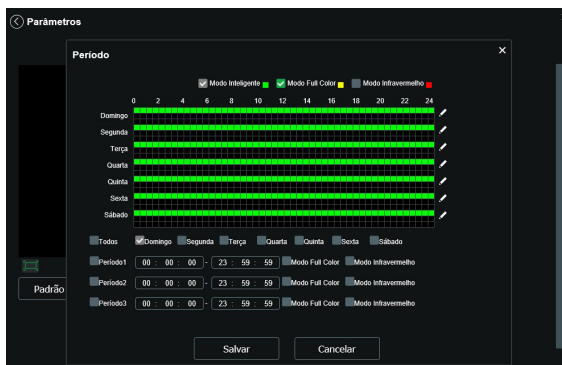 Parâmetros
Período
Modo Inteligente Modo Full Color Modo Infravermelho
0 2 4 6 8 10 12 14 16 18 20 22 24
Domingo
Segunda
Terça
Quarta
Quinta
Sexta
Sábado
Todos Domingo Segunda Terça Quarta Quinta Sexta Sábado
Período1 00 : 00 : 00 - 23 : 59 : 59 Modo Full Color Modo Infravermelho
Período2 00 : 00 : 00 - 23 : 59 : 59 Modo Full Color Modo Infravermelho
Período3 00 : 00 : 00 - 23 : 59 : 59 Modo Full Color Modo Infravermelho
Padrão
Salvar Cancelar